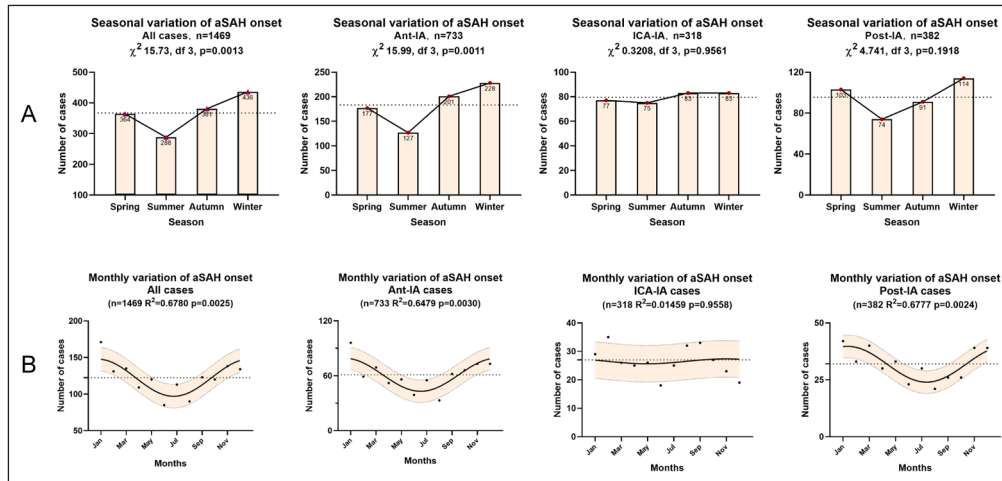 A
Seasonal variation of aSAH onset
All cases, n=1469
χ² 15.73, df 3, p=0.0013
Number of cases
500
400
300
200
100
364
288
381
436
Spring Summer Autumn Winter
Season
Seasonal variation of aSAH onset
Ant-IA, n=733
χ² 15.99, df 3, p=0.0011
Number of cases
250
200
150
100
50
0
177
127
201
228
Spring Summer Autumn Winter
Season
Seasonal variation of aSAH onset
ICA-IA, n=318
χ² 0.3208, df 3, p=0.9561
Number of cases
100
80
60
40
20
0
77
75
83
83
Spring Summer Autumn Winter
Season
Seasonal variation of aSAH onset
Post-IA, n=382
χ² 4.741, df 3, p=0.1918
Number of cases
120
80
40
0
103
74
91
114
Spring Summer Autumn Winter
Season
B
Monthly variation of aSAH onset
All cases
(n=1469 R²=0.6780 p=0.0025)
Number of cases
200
150
100
50
Jan Mar May Jul Sep Nov
Months
Monthly variation of aSAH onset
Ant-IA cases
(n=733 R²=0.6479 p=0.0030)
Number of cases
120
90
60
30
0
Jan Mar May Jul Sep Nov
Months
Monthly variation of aSAH onset
ICA-IA cases
(n=318 R²=0.01459 p=0.9558)
Number of cases
40
30
20
10
0
Jan Mar May Jul Sep Nov
Months
Monthly variation of aSAH onset
Post-IA cases
(n=382 R²=0.6777 p=0.0024)
Number of cases
50
25
0
Jan Mar May Jul Sep Nov
Months